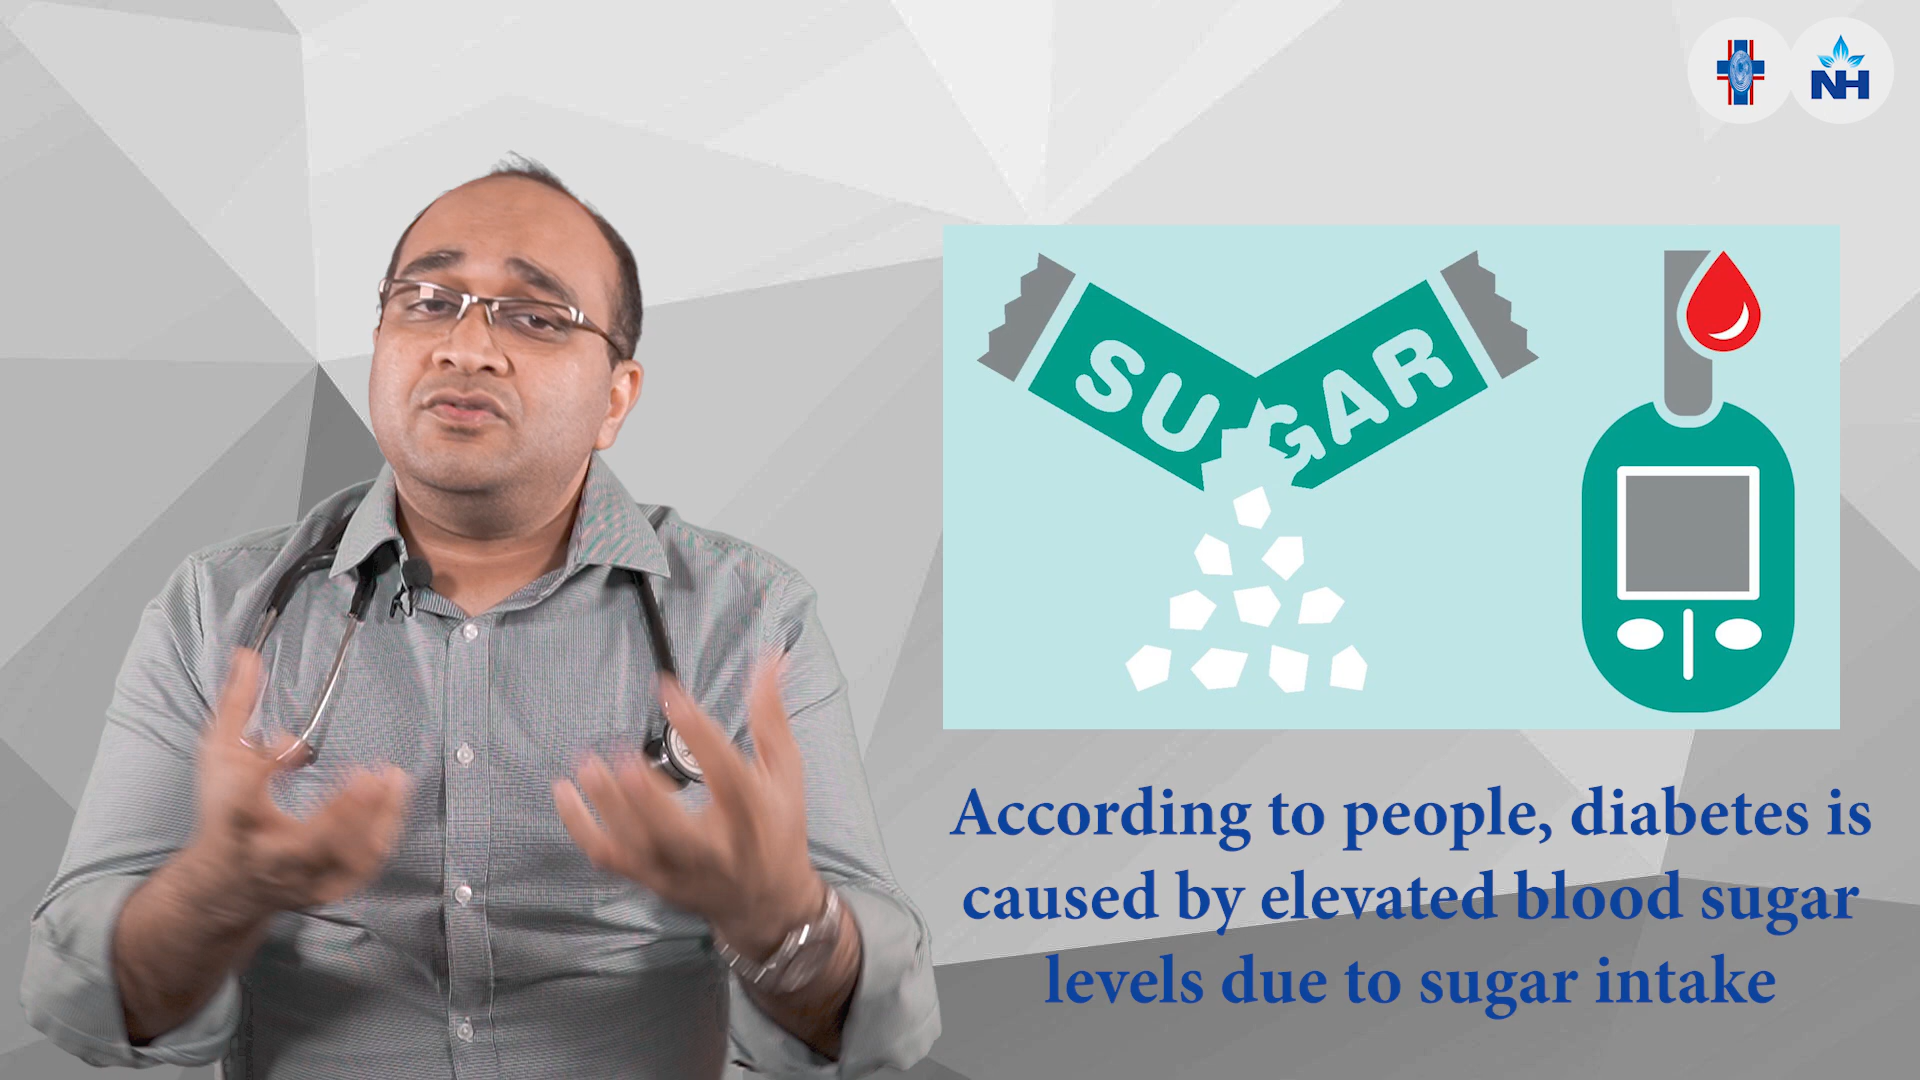 NH
SUGAR
According to people, diabetes is
caused by elevated blood sugar
levels due to sugar intake